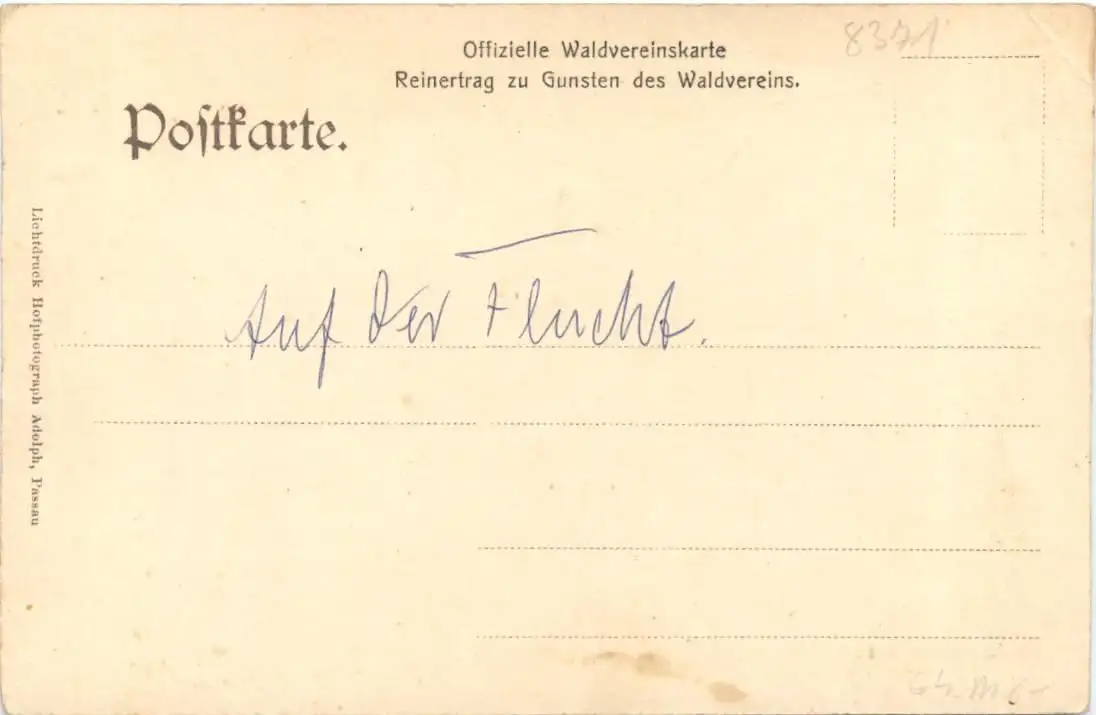 8371
Offizielle Waldvereinskarte
Reinertrag zu Gunsten des Waldvereins.
Poſtkarte.
Lichtdruck Hofphotograph Adolph, Passau
Auf der Flucht.